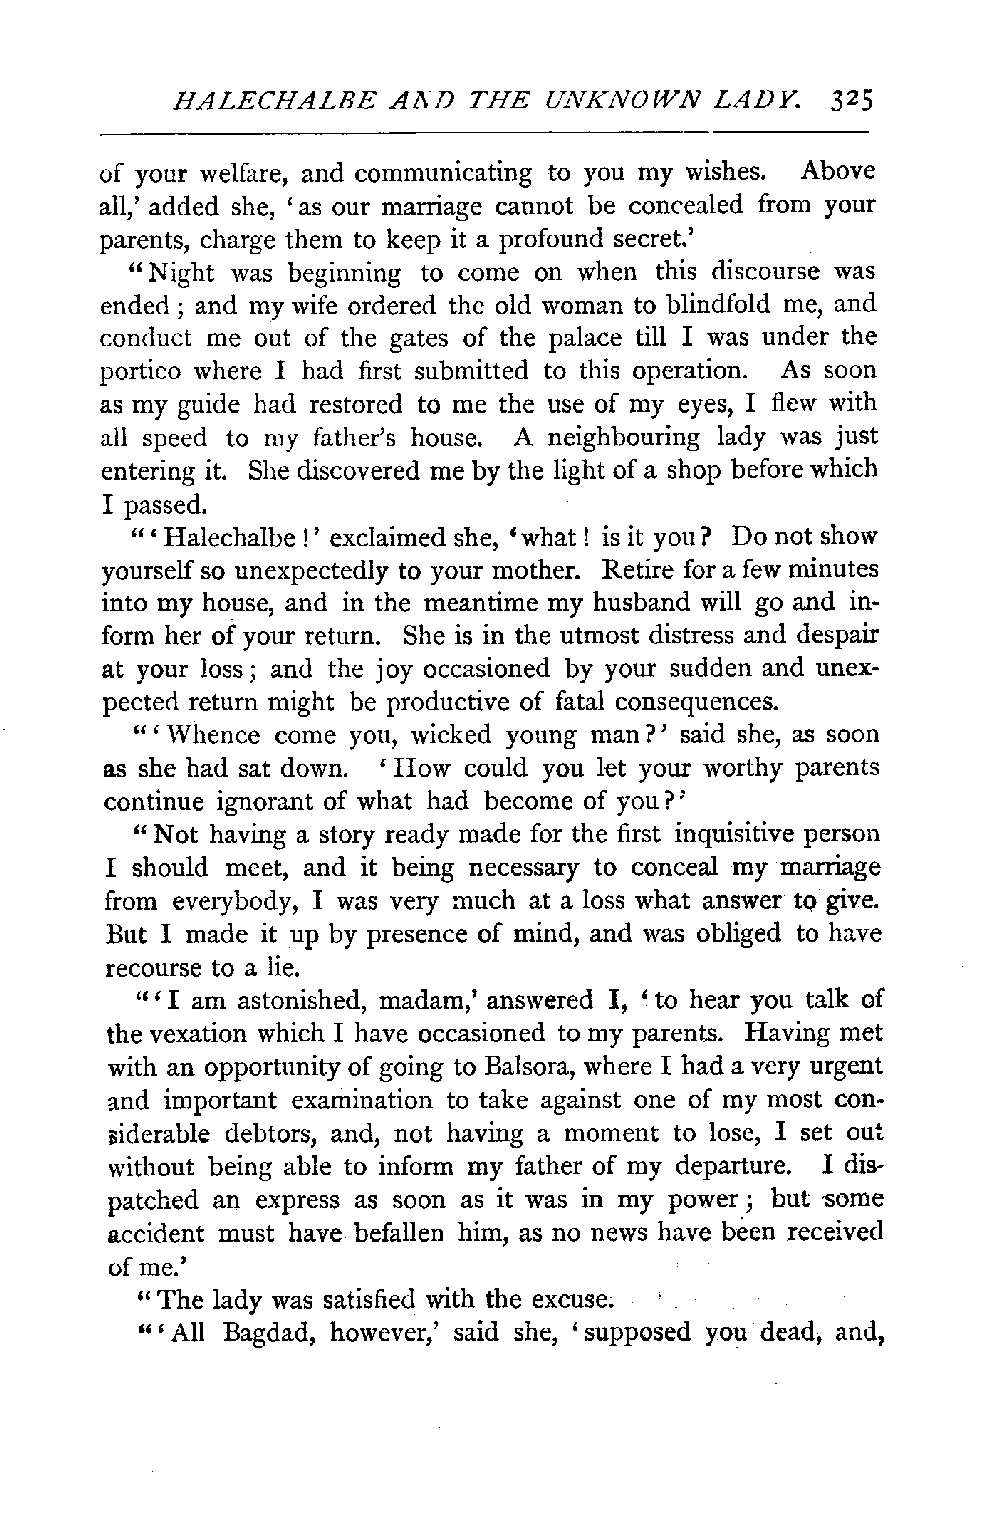 HALECHALBE AND THE UNKNOWN LADY. 325
of your welfare, and communicating to you my wishes. Above
all,' added she, 'as our marriage cannot be concealed from your
parents, charge them to keep it a profound secret.'
"Night was beginning to come on when this discourse was
ended; and my wife ordered the old woman to blindfold me, and
conduct me out of the gates of the palace till I was under the
portico where I had first submitted to this operation. As soon
as my guide had restored to me the use of my eyes, I flew with
all speed to my father's house. A neighbouring lady was just
entering it. She discovered me by the light of a shop before which
I passed.
"'Halechalbe!' exclaimed she, 'what! is it you? Do not show
yourself so unexpectedly to your mother. Retire for a few minutes
into my house, and in the meantime my husband will go and in-
form her of your return. She is in the utmost distress and despair
at your loss; and the joy occasioned by your sudden and unex-
pected return might be productive of fatal consequences.
"'Whence come you, wicked young man?' said she, as soon
as she had sat down. 'How could you let your worthy parents
continue ignorant of what had become of you?'
"Not having a story ready made for the first inquisitive person
I should meet, and it being necessary to conceal my marriage
from everybody, I was very much at a loss what answer to give.
But I made it up by presence of mind, and was obliged to have
recourse to a lie.
"'I am astonished, madam,' answered I, 'to hear you talk of
the vexation which I have occasioned to my parents. Having met
with an opportunity of going to Balsora, where I had a very urgent
and important examination to take against one of my most con-
siderable debtors, and, not having a moment to lose, I set out
without being able to inform my father of my departure. I dis-
patched an express as soon as it was in my power; but some
accident must have befallen him, as no news have been received
of me.'
"The lady was satisfied with the excuse.
"'All Bagdad, however,' said she, 'supposed you dead, and,